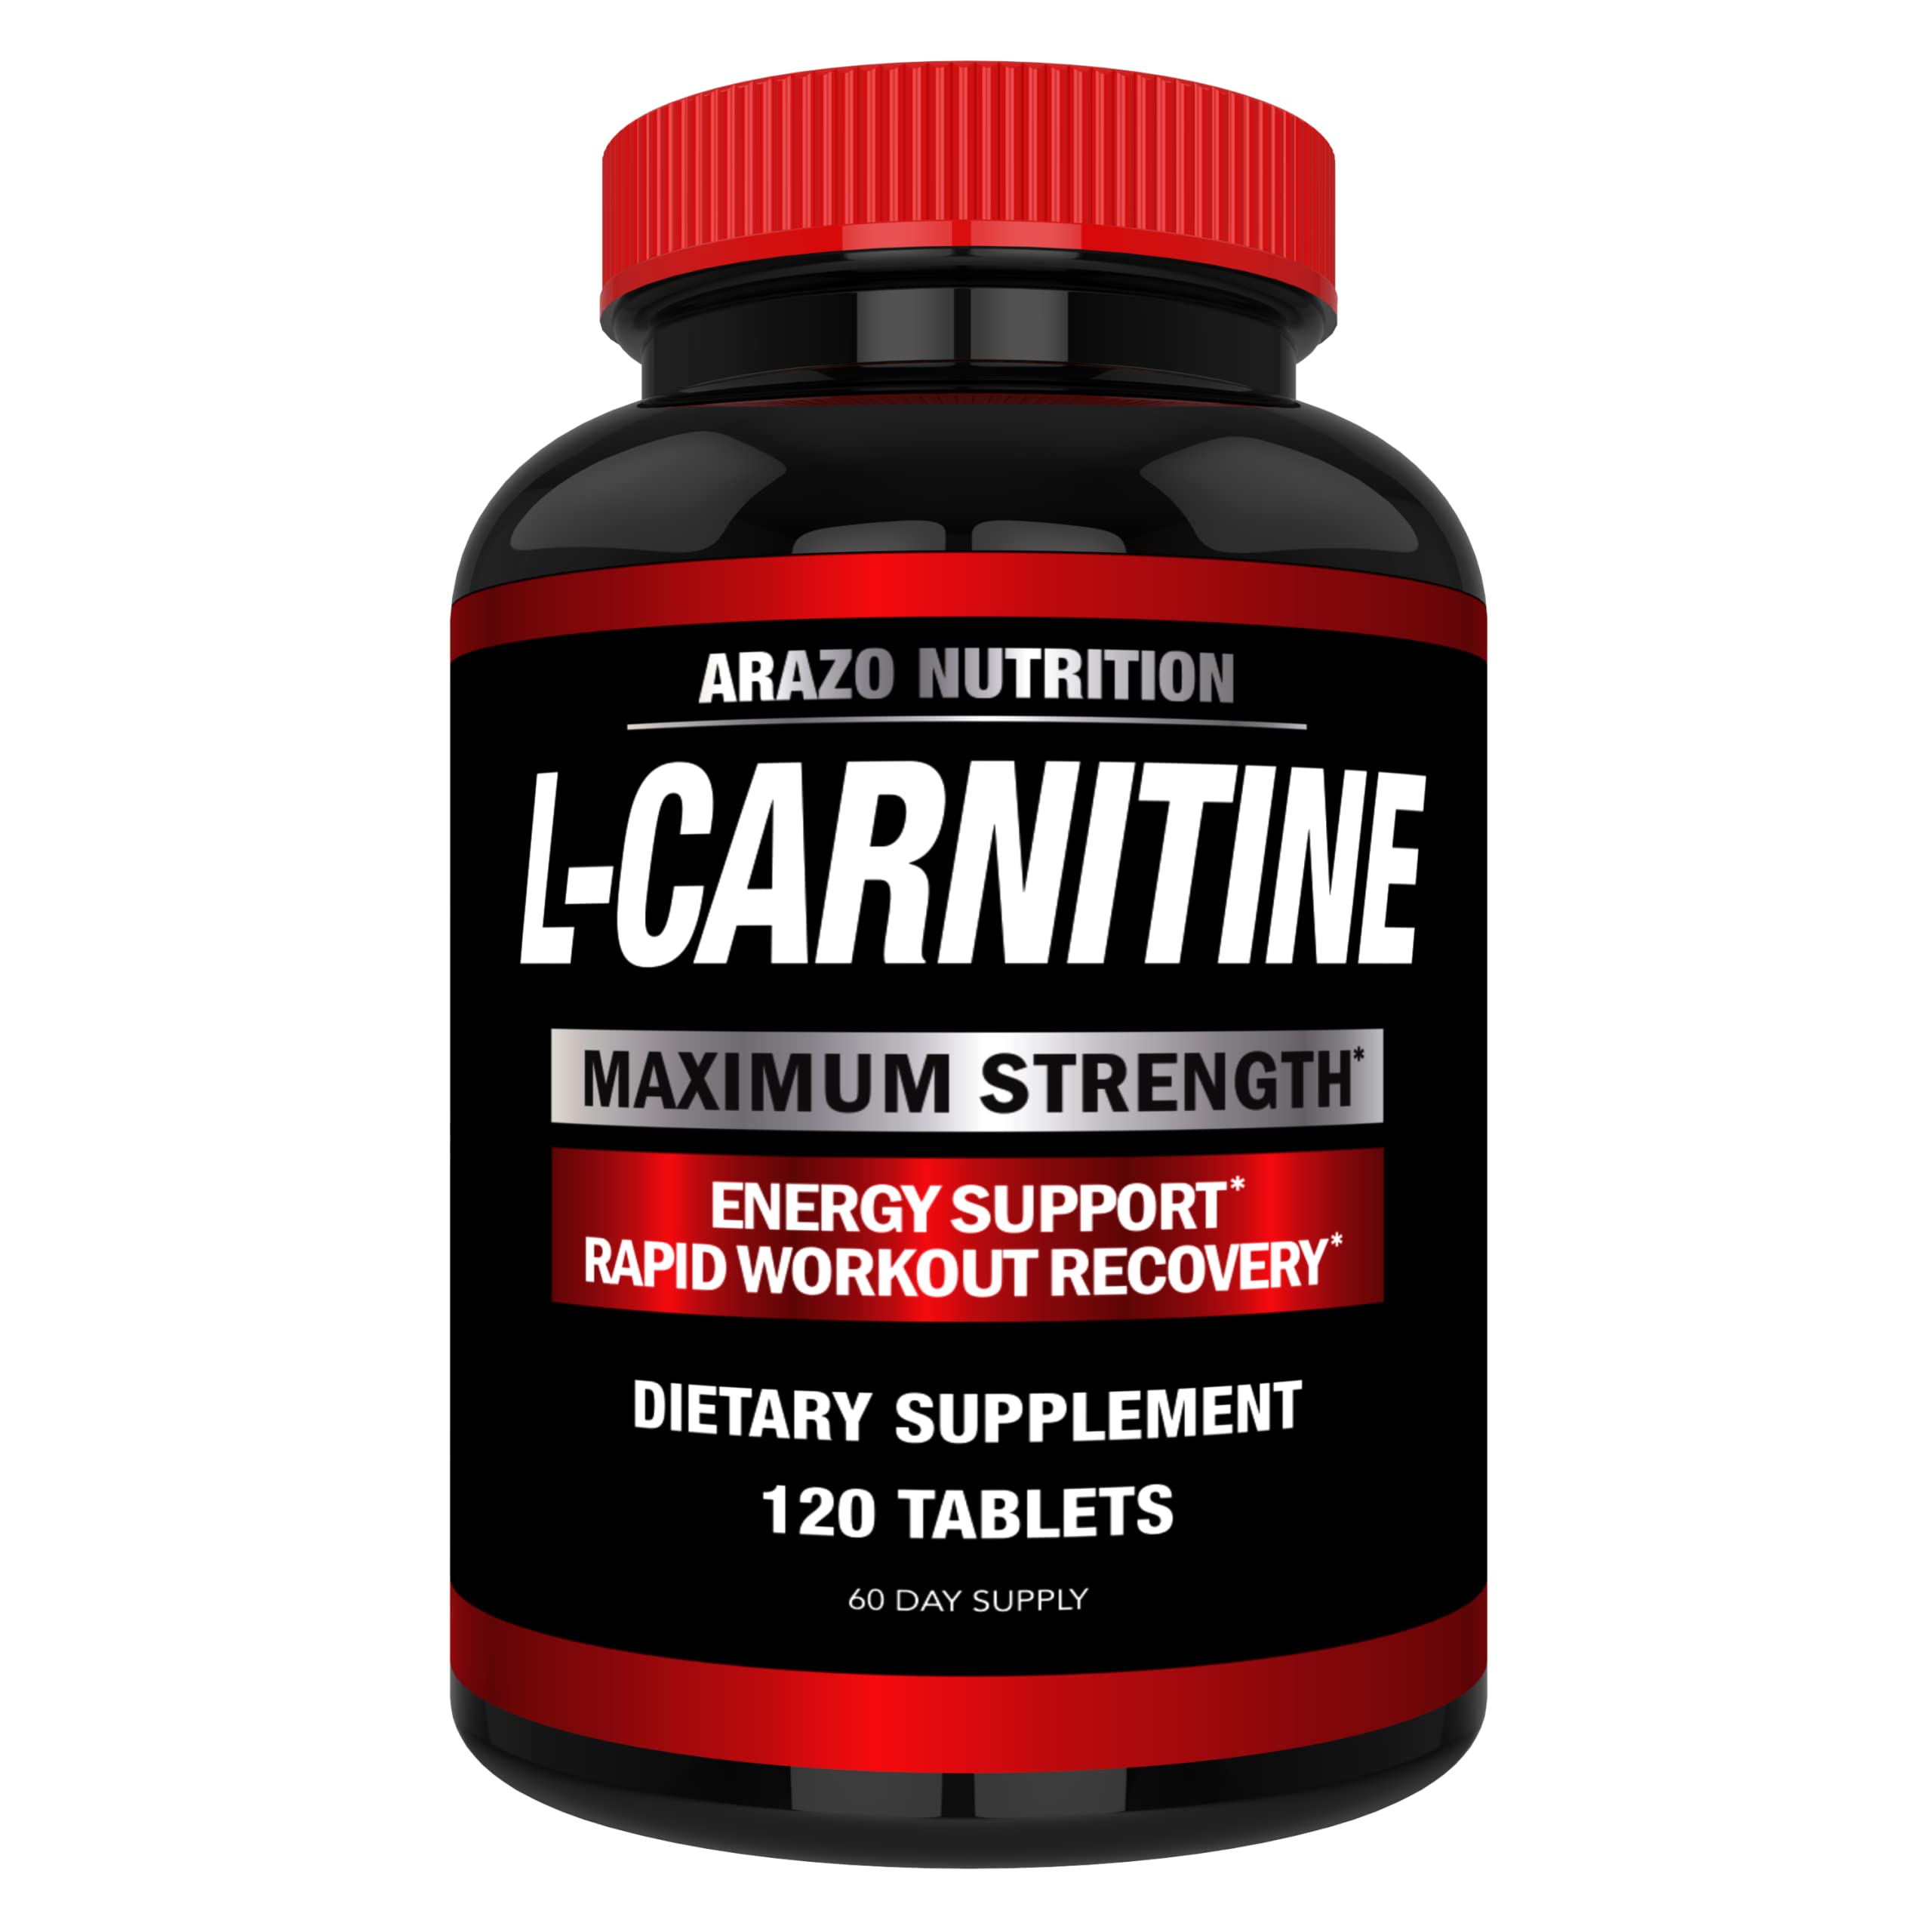 ARAZO NUTRITION
L-CARNITINE
MAXIMUM STRENGTH*
ENERGY SUPPORT*
RAPID WORKOUT RECOVERY*
DIETARY SUPPLEMENT
120 TABLETS
60 DAY SUPPLY